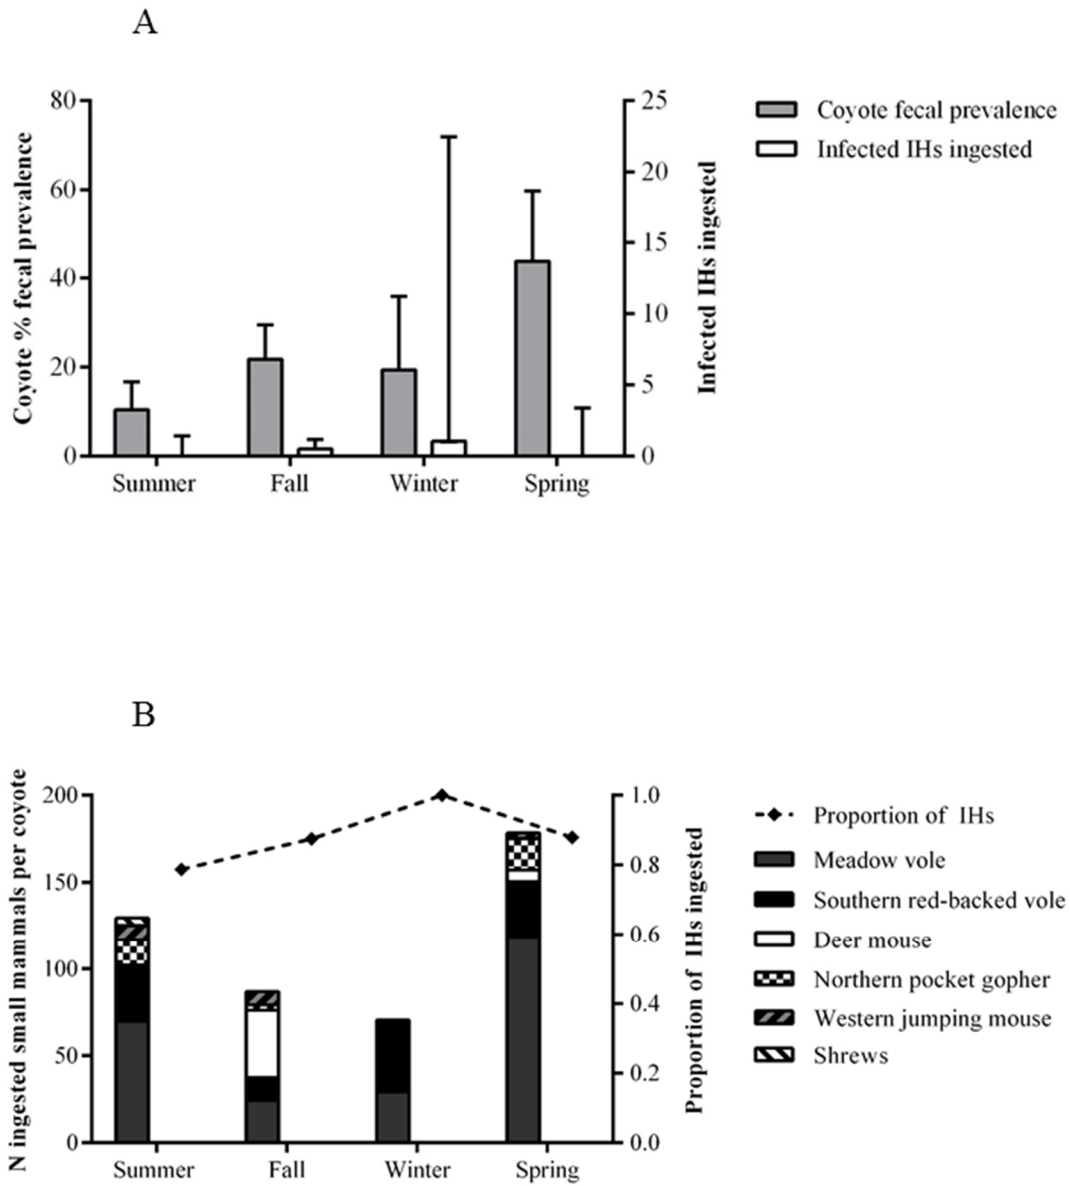 A
Coyote % fecal prevalence
80
60
40
20
0
25
20
15
10
5
0
Infected IHs ingested
Coyote fecal prevalence
Infected IHs ingested
Summer Fall Winter Spring
B
N ingested small mammals per coyote
200
150
100
50
0
1.0
0.8
0.6
0.4
0.2
0.0
Proportion of IHs ingested
Proportion of IHs
Meadow vole
Southern red-backed vole
Deer mouse
Northern pocket gopher
Western jumping mouse
Shrews
Summer Fall Winter Spring